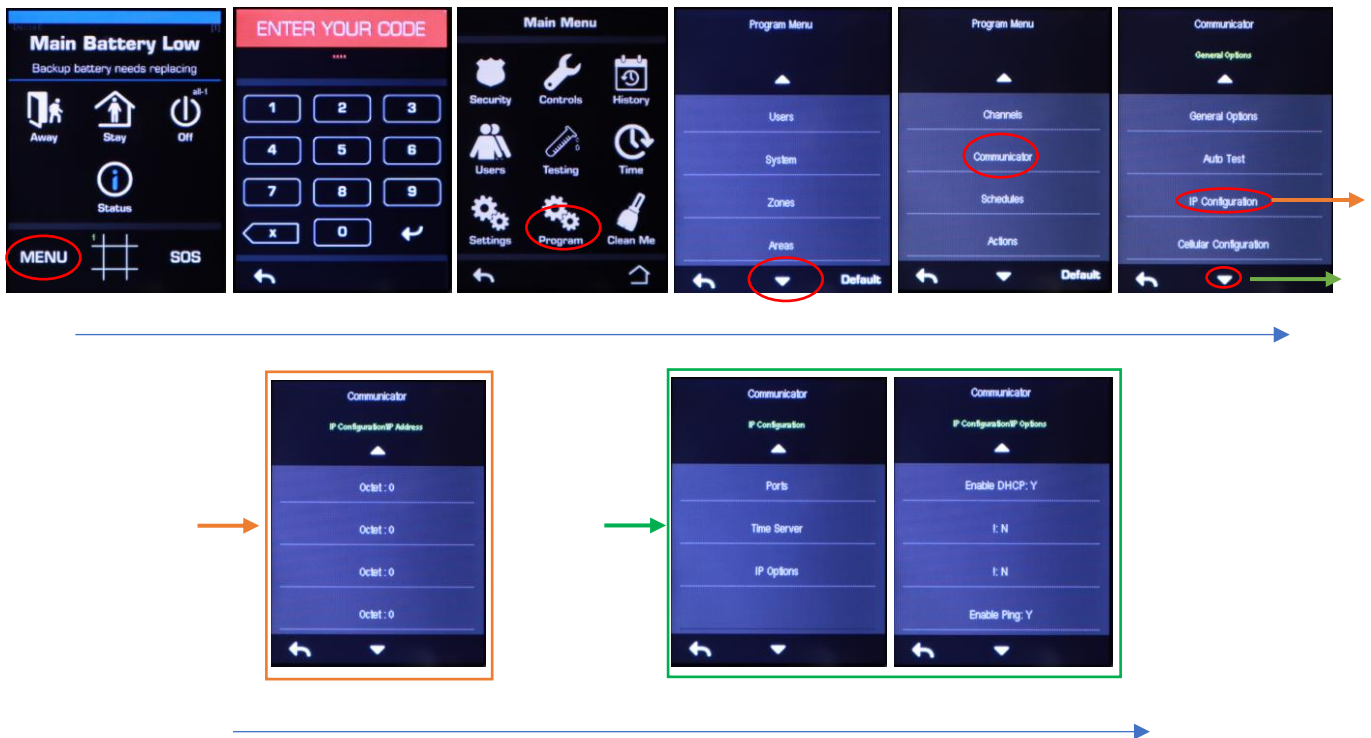 [1]
Main Battery Low
Backup battery needs replacing
all-1
Away
Stay
Off
Status
MENU
1
SOS
ENTER YOUR CODE
****
1
2
3
4
5
6
7
8
9
x
0
Main Menu
Security
Controls
History
Users
Testing
Time
Settings
Program
Clean Me
Program Menu
Users
System
Zones
Areas
Default
Program Menu
Channels
Communicator
Schedules
Actions
Default
Communicator
General Options
General Options
Auto Test
IP Configuration
Cellular Configuration
Communicator
IP Configuration\IP Address
Octet : 0
Octet : 0
Octet : 0
Octet : 0
Communicator
IP Configuration
Ports
Time Server
IP Options
Communicator
IP Configuration\IP Options
Enable DHCP: Y
I: N
I: N
Enable Ping: Y